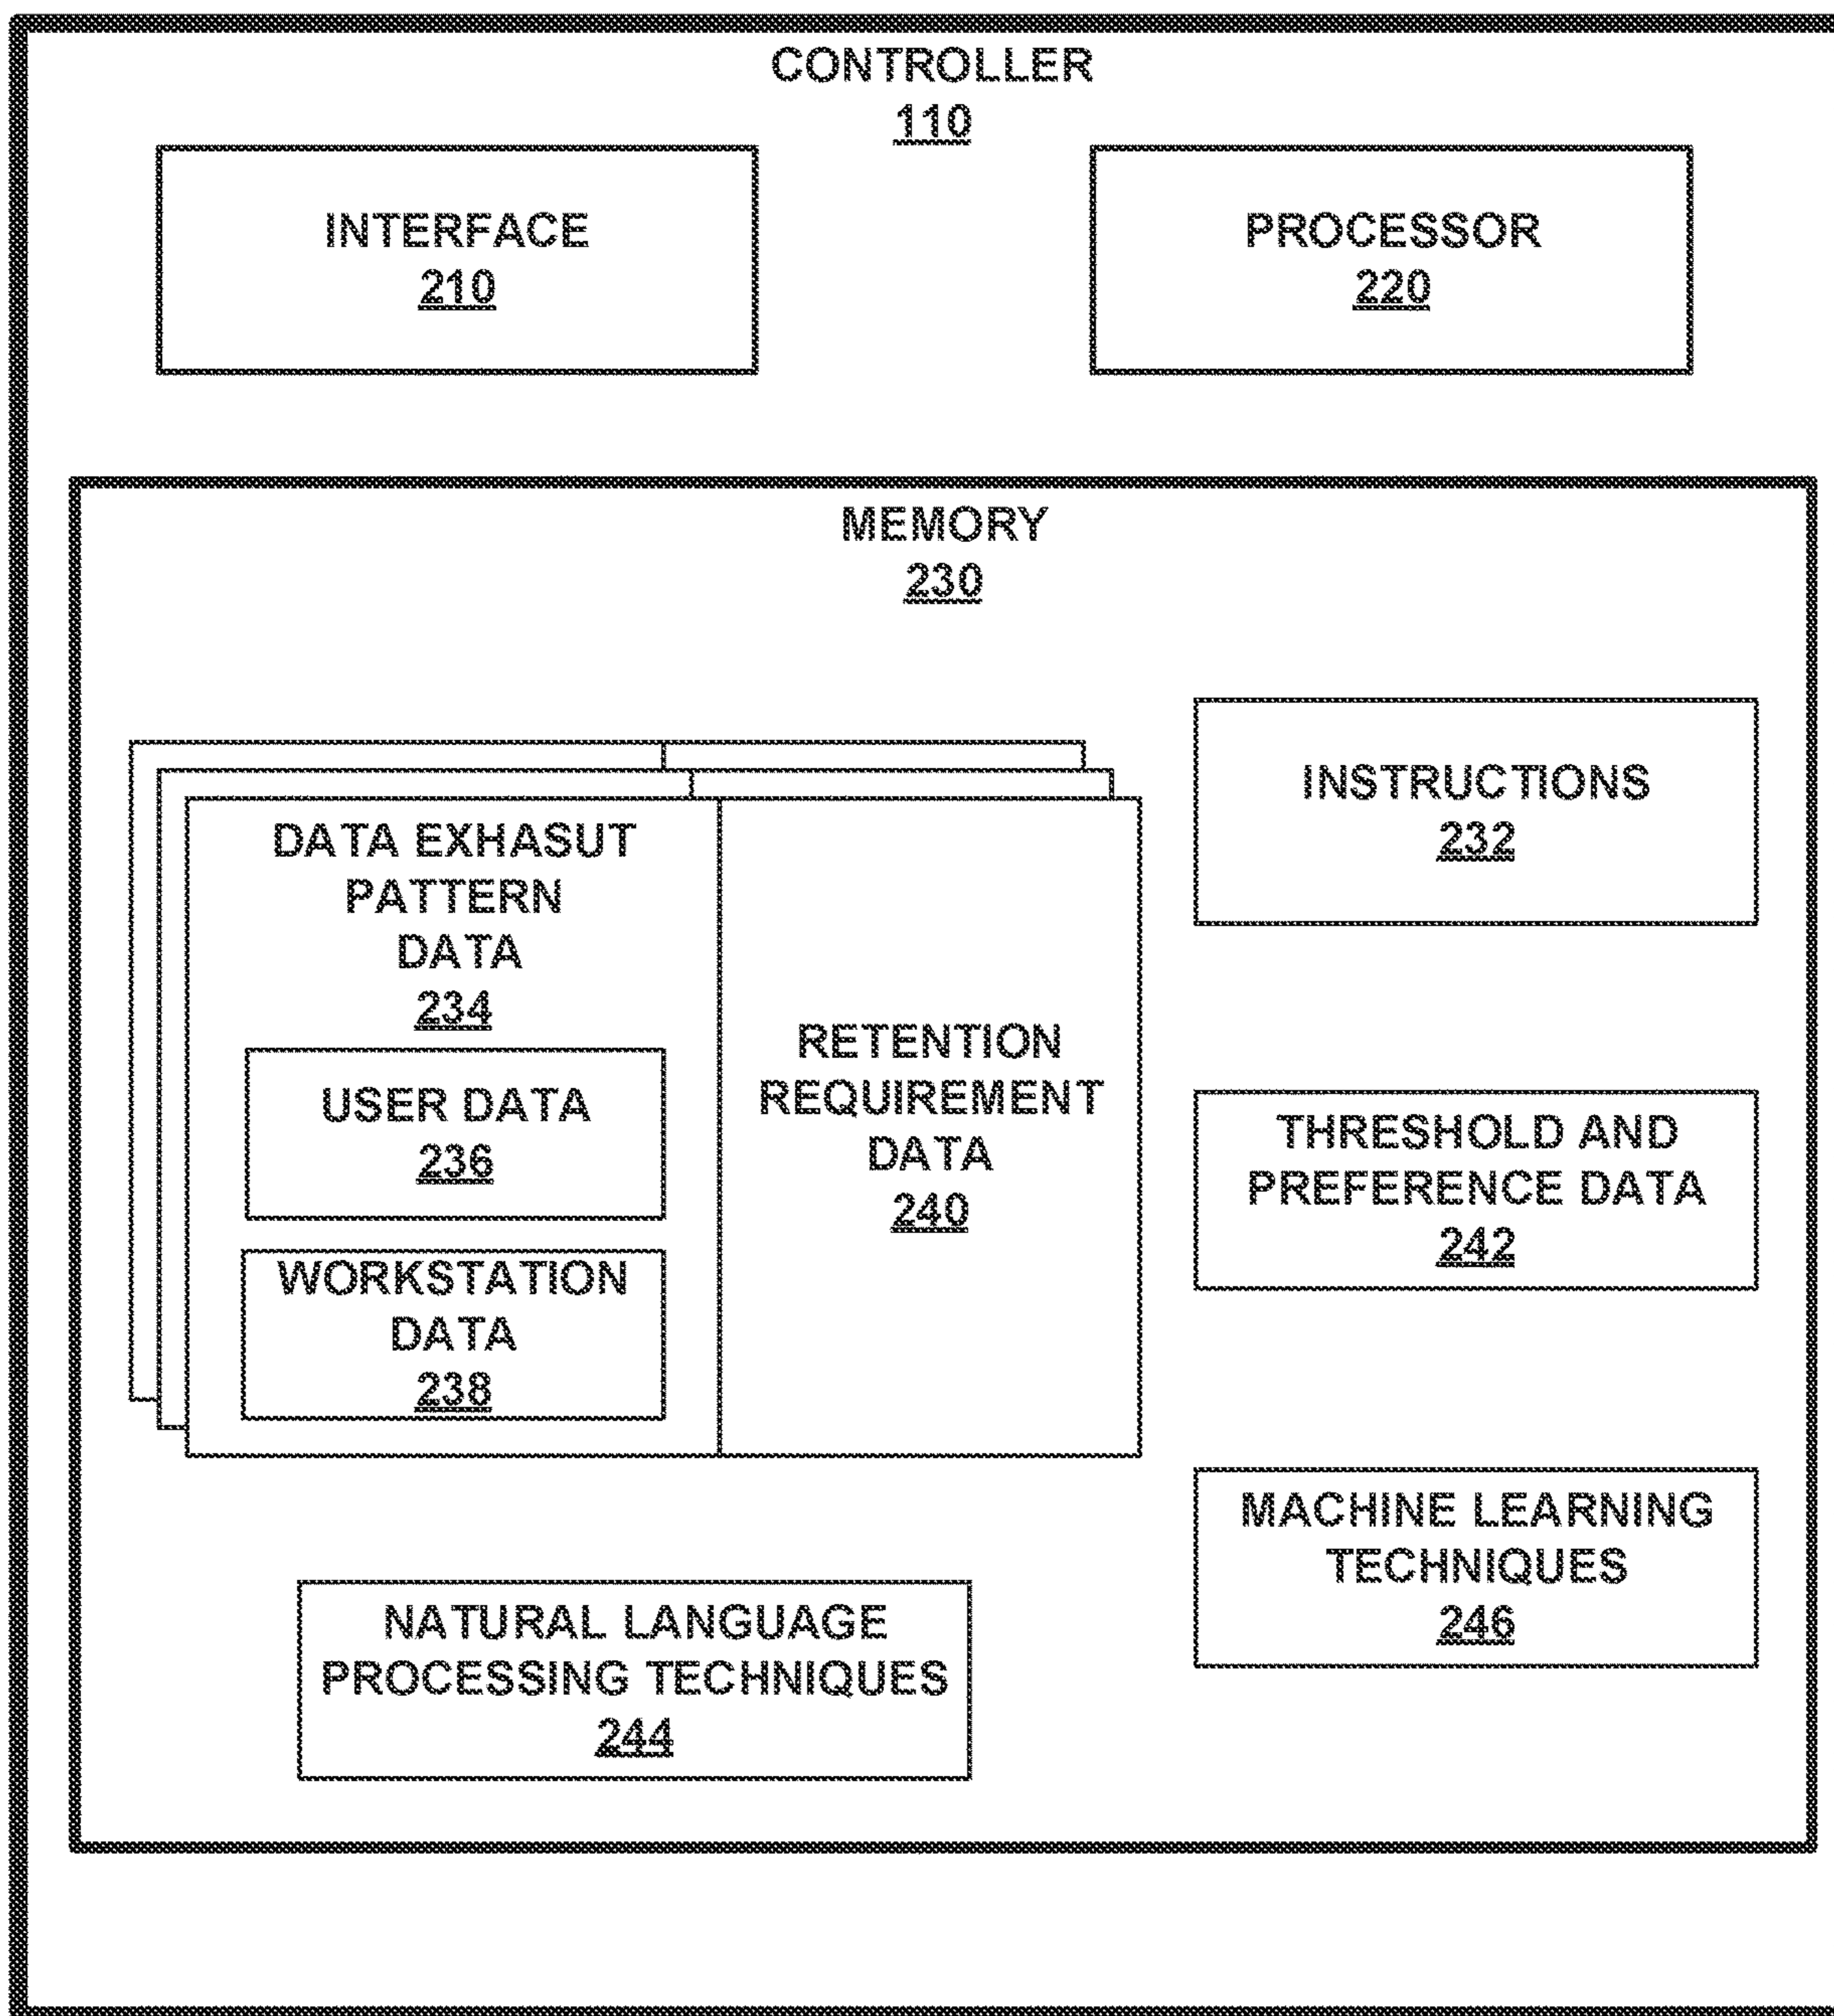 CONTROLLER
110
INTERFACE
210
PROCESSOR
220
MEMORY
230
DATA EXHASUT
PATTERN
DATA
234
USER DATA
236
WORKSTATION
DATA
238
RETENTION
REQUIREMENT
DATA
240
INSTRUCTIONS
232
THRESHOLD AND
PREFERENCE DATA
242
MACHINE LEARNING
TECHNIQUES
246
NATURAL LANGUAGE
PROCESSING TECHNIQUES
244